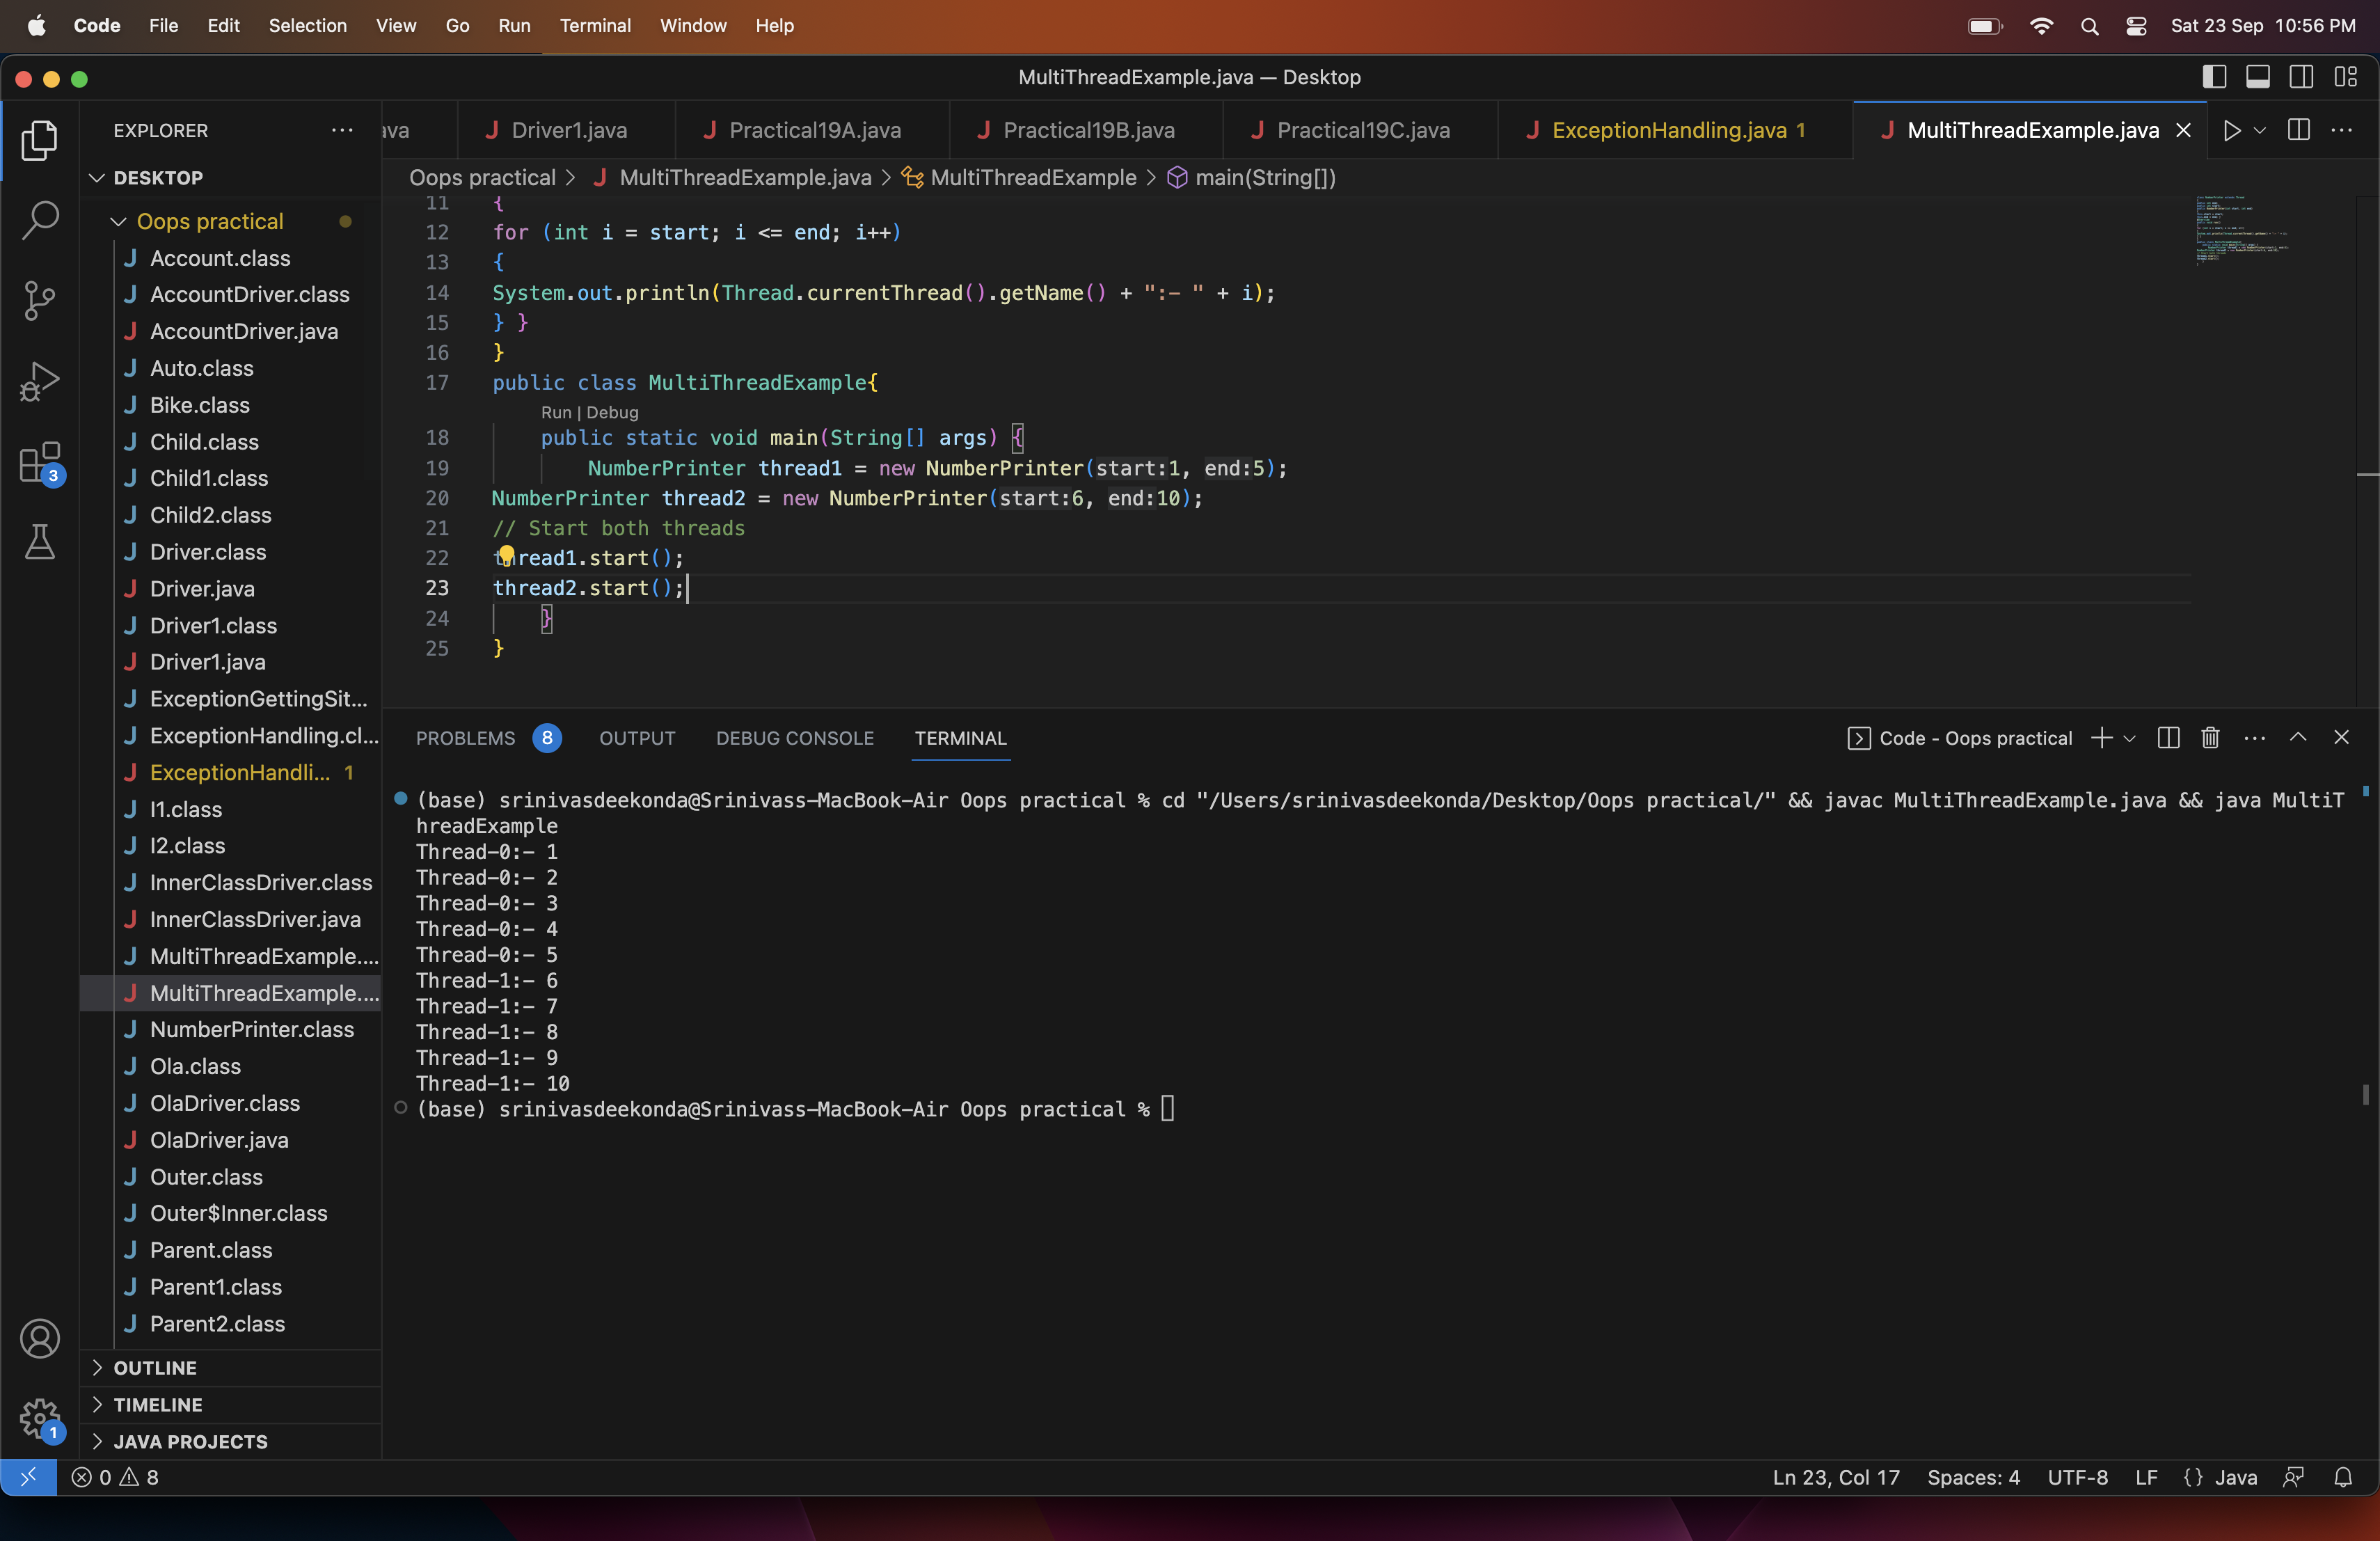 Code File Edit Selection View Go Run Terminal Window Help Sat 23 Sep 10:56 PM
MultiThreadExample.java — Desktop
EXPLORER
DESKTOP
Oops practical
Account.class
AccountDriver.class
AccountDriver.java
Auto.class
Bike.class
Child.class
Child1.class
Child2.class
Driver.class
Driver.java
Driver1.class
Driver1.java
ExceptionGettingSit...
ExceptionHandling.cl...
ExceptionHandli... 1
I1.class
I2.class
InnerClassDriver.class
InnerClassDriver.java
MultiThreadExample....
MultiThreadExample....
NumberPrinter.class
Ola.class
OlaDriver.class
OlaDriver.java
Outer.class
Outer$Inner.class
Parent.class
Parent1.class
Parent2.class
OUTLINE
TIMELINE
JAVA PROJECTS
3
1
ava Driver1.java Practical19A.java Practical19B.java Practical19C.java ExceptionHandling.java 1 MultiThreadExample.java
Oops practical > MultiThreadExample.java > MultiThreadExample > main(String[])
11 {
12 for (int i = start; i <= end; i++)
13 {
14 System.out.println(Thread.currentThread().getName() + ":- " + i);
15 } }
16 }
17 public class MultiThreadExample{
Run | Debug
18 public static void main(String[] args) {
19 NumberPrinter thread1 = new NumberPrinter(start:1, end:5);
20 NumberPrinter thread2 = new NumberPrinter(start:6, end:10);
21 // Start both threads
22 thread1.start();
23 thread2.start();
24 }
25 }
PROBLEMS 8 OUTPUT DEBUG CONSOLE TERMINAL Code - Oops practical
(base) srinivasdeekonda@Srinivass-MacBook-Air Oops practical % cd "/Users/srinivasdeekonda/Desktop/Oops practical/" && javac MultiThreadExample.java && java MultiT
hreadExample
Thread-0:- 1
Thread-0:- 2
Thread-0:- 3
Thread-0:- 4
Thread-0:- 5
Thread-1:- 6
Thread-1:- 7
Thread-1:- 8
Thread-1:- 9
Thread-1:- 10
(base) srinivasdeekonda@Srinivass-MacBook-Air Oops practical %
0 8 Ln 23, Col 17 Spaces: 4 UTF-8 LF {} Java